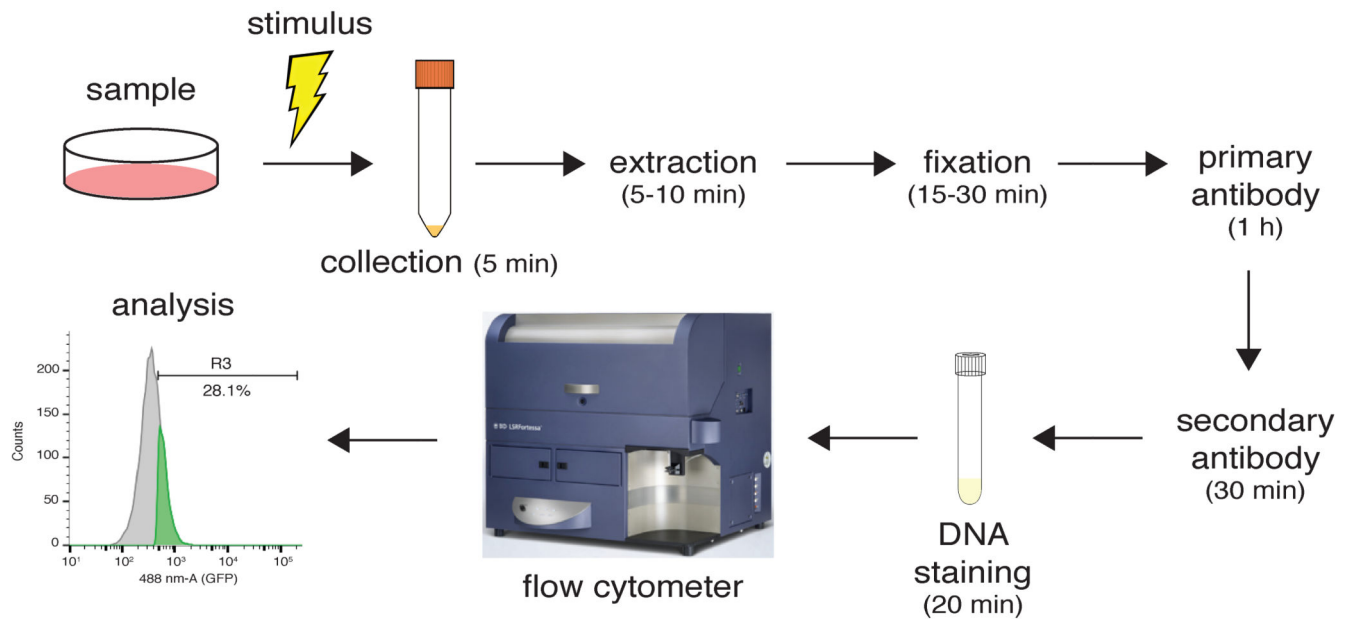 stimulus
sample
extraction
(5-10 min)
fixation
(15-30 min)
primary
antibody
(1 h)
collection (5 min)
analysis
R3
28.1%
200
150
100
50
0
Counts
10¹ 10² 10³ 10⁴ 10⁵
488 nm-A (GFP)
BD LSRFortessa
flow cytometer
DNA
staining
(20 min)
secondary
antibody
(30 min)